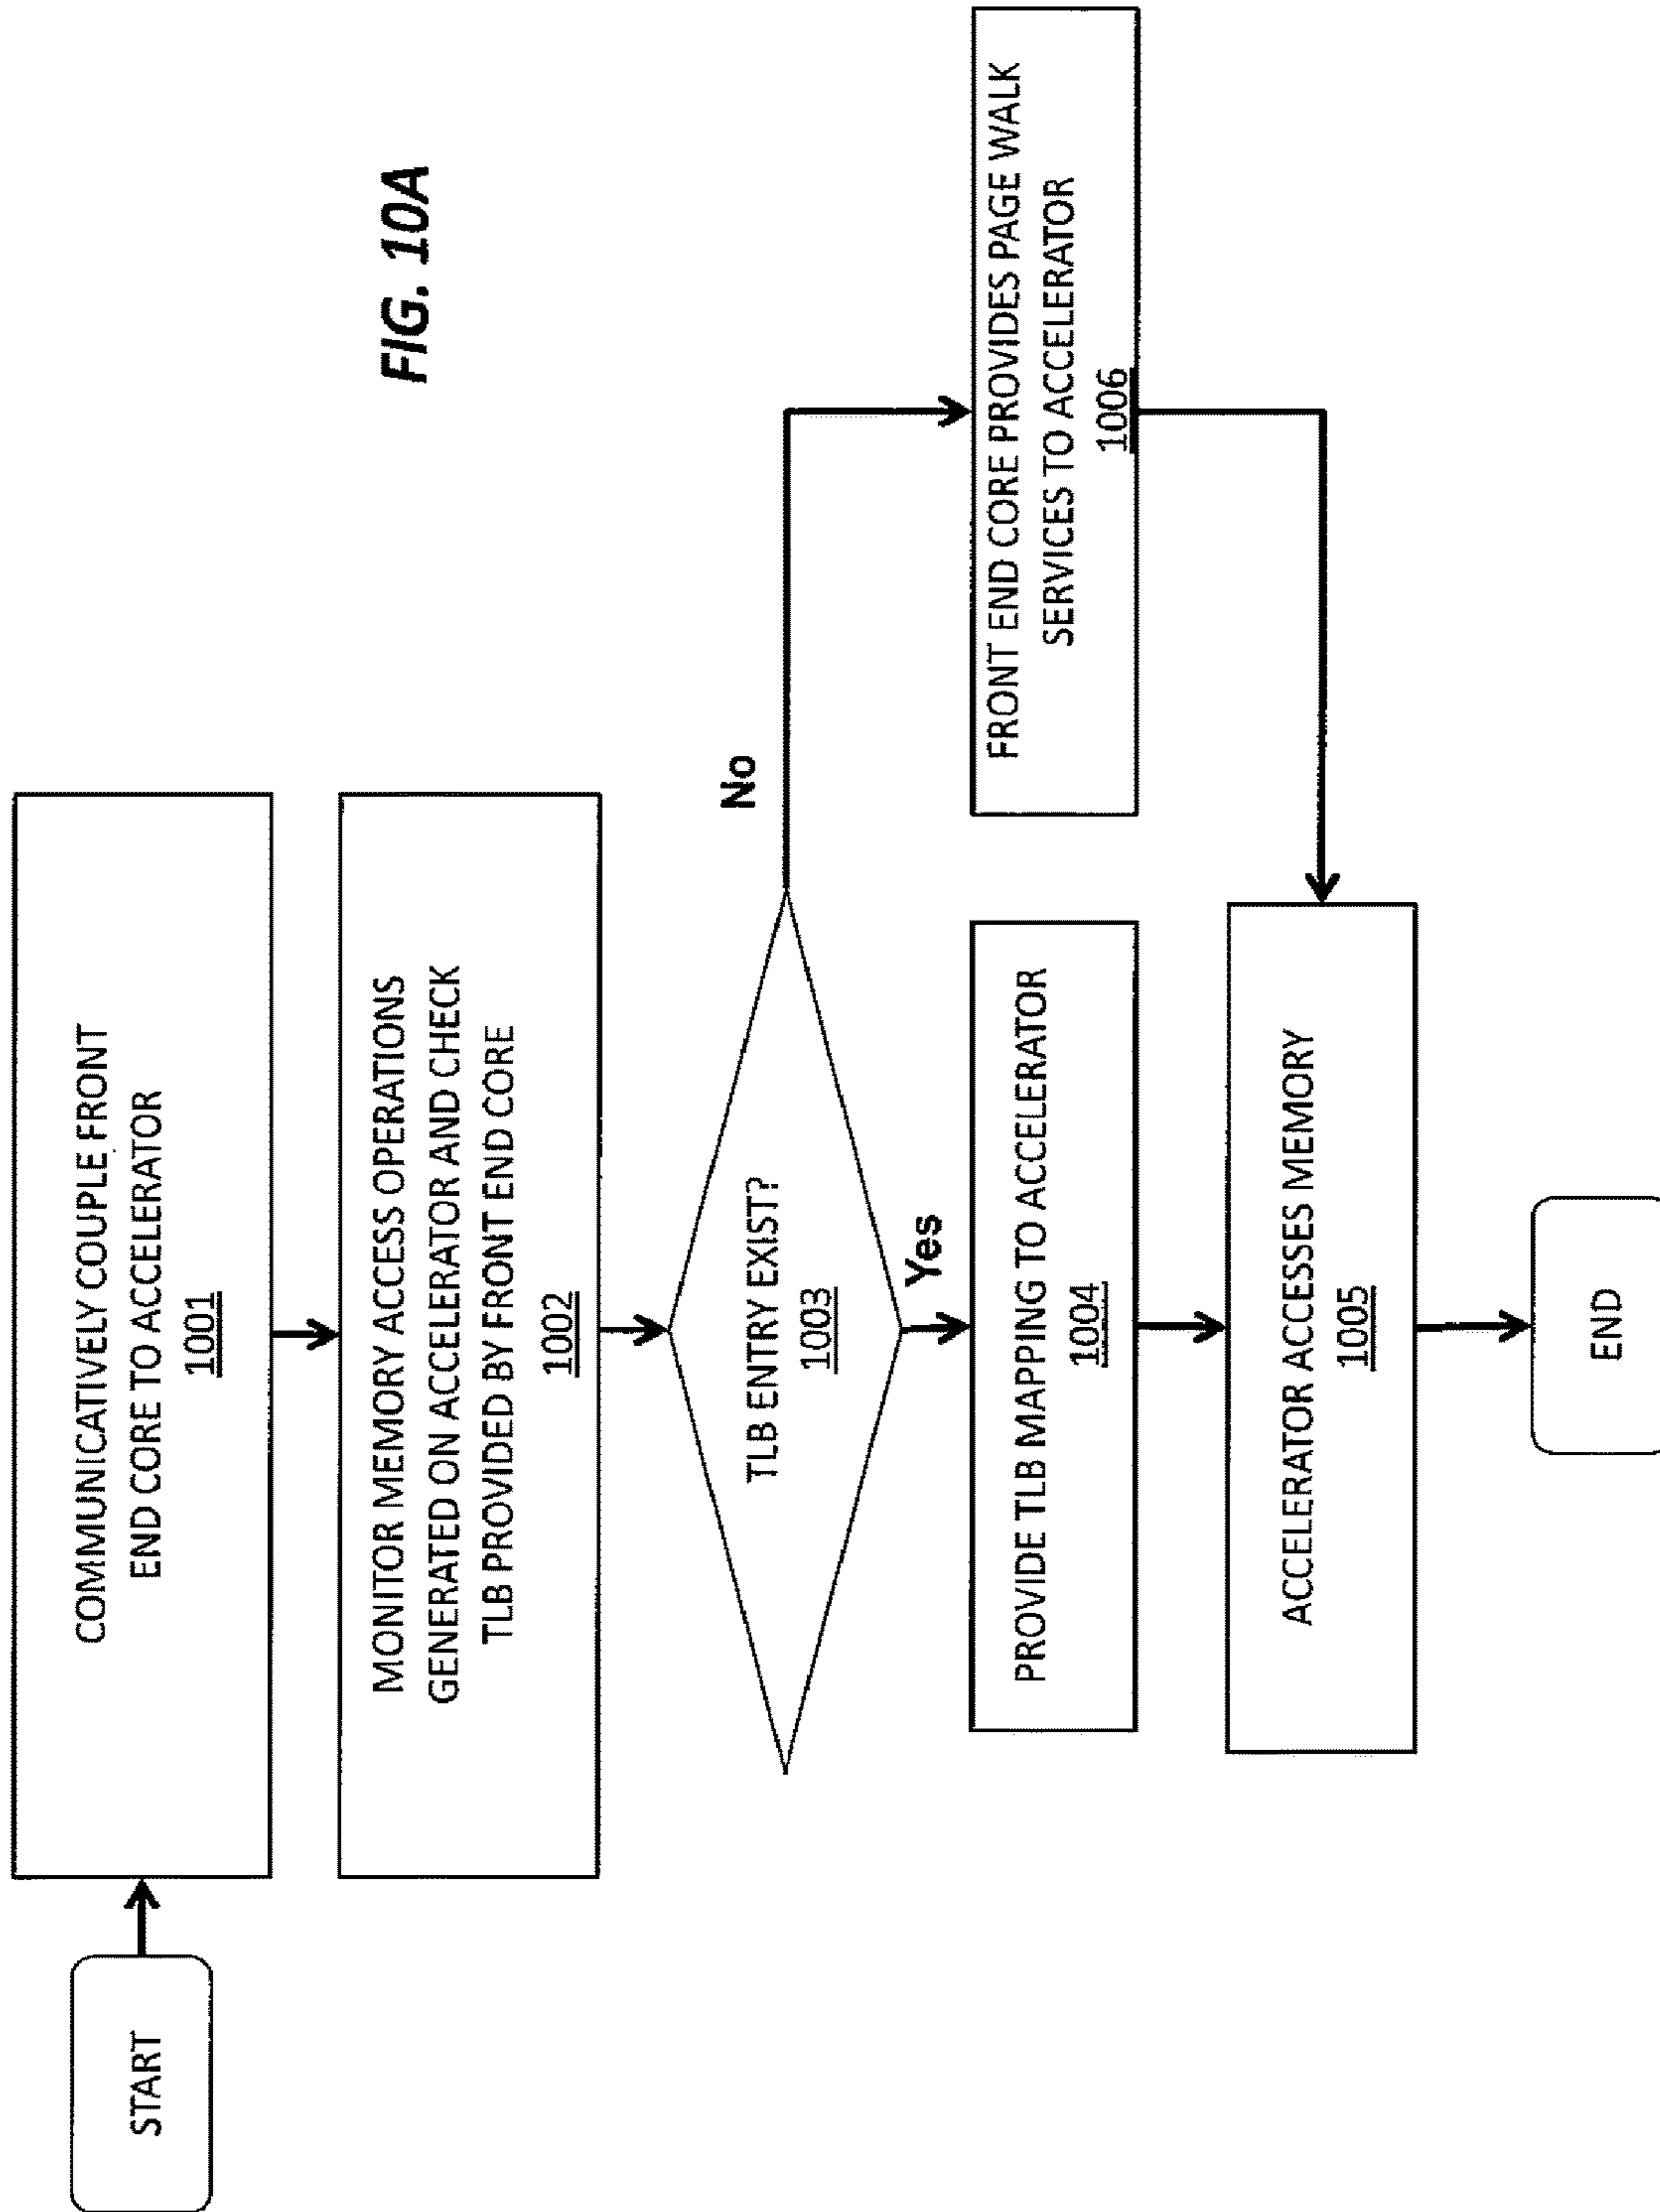 FIG. 10A
START
COMMUNICATIVELY COUPLE FRONT
END CORE TO ACCELERATOR
1001
MONITOR MEMORY ACCESS OPERATIONS
GENERATED ON ACCELERATOR AND CHECK
TLB PROVIDED BY FRONT END CORE
1002
TLB ENTRY EXIST?
1003
No
Yes
PROVIDE TLB MAPPING TO ACCELERATOR
1004
FRONT END CORE PROVIDES PAGE WALK
SERVICES TO ACCELERATOR
1006
ACCELERATOR ACCESSES MEMORY
1005
END